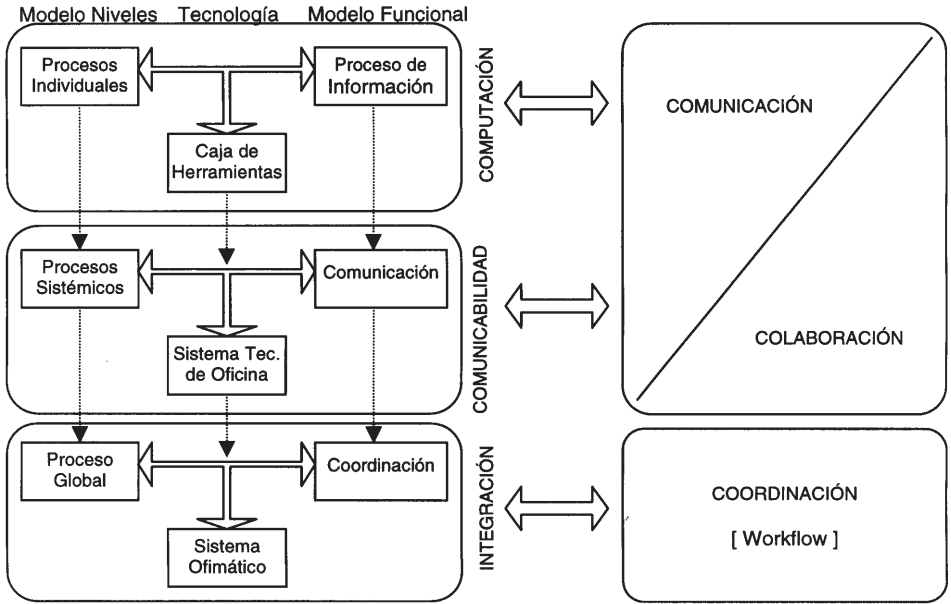 Modelo Niveles Tecnología Modelo Funcional
Procesos
Individuales
Proceso de
Información
Caja de
Herramientas
COMPUTACIÓN
Procesos
Sistémicos
Comunicación
Sistema Tec.
de Oficina
COMUNICABILIDAD
Proceso
Global
Coordinación
Sistema
Ofimático
INTEGRACIÓN
COMUNICACIÓN
COLABORACIÓN
COORDINACIÓN
[ Workflow ]